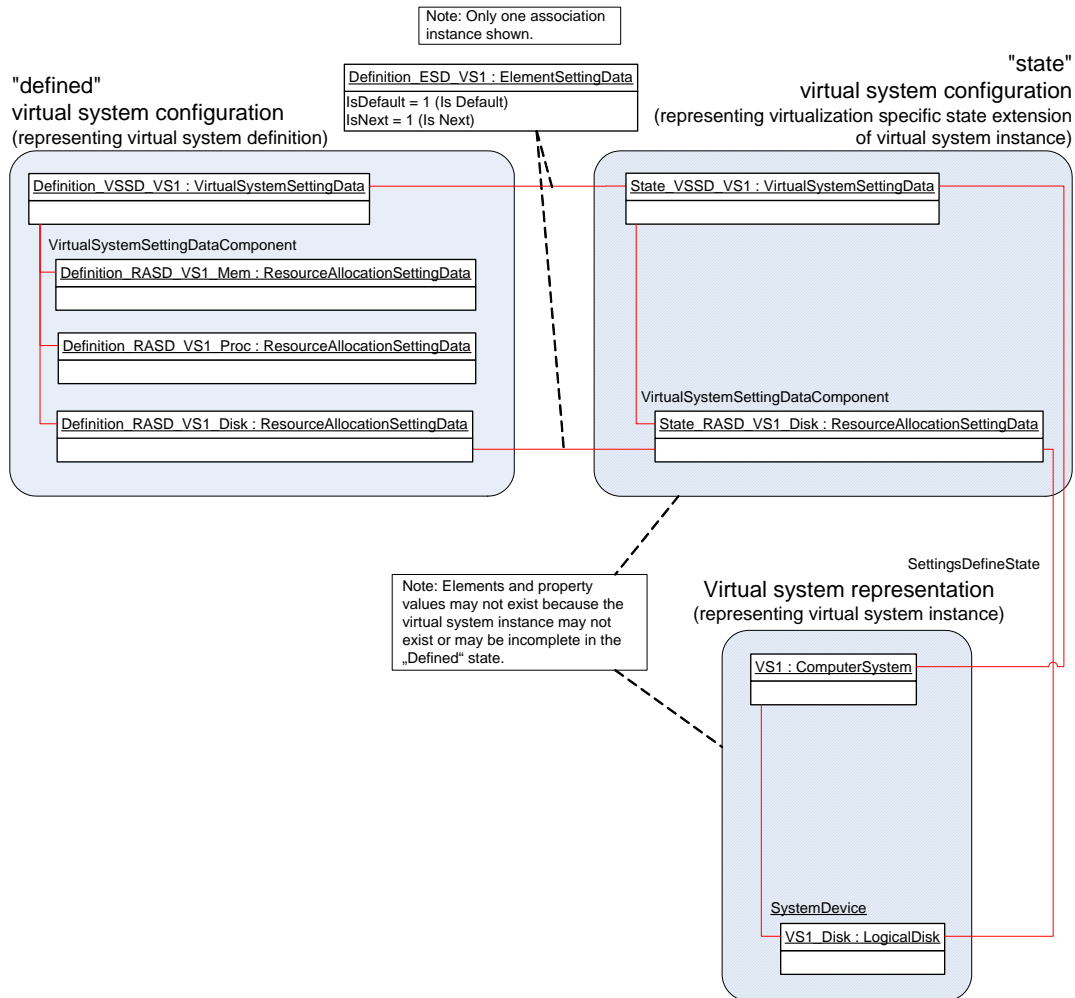 Note: Only one association
instance shown.
"defined"
virtual system configuration
(representing virtual system definition)
Definition_ESD_VS1 : ElementSettingData
IsDefault = 1 (Is Default)
IsNext = 1 (Is Next)
"state"
virtual system configuration
(representing virtualization specific state extension
of virtual system instance)
Definition_VSSD_VS1 : VirtualSystemSettingData
VirtualSystemSettingDataComponent
Definition_RASD_VS1_Mem : ResourceAllocationSettingData
Definition_RASD_VS1_Proc : ResourceAllocationSettingData
Definition_RASD_VS1_Disk : ResourceAllocationSettingData
State_VSSD_VS1 : VirtualSystemSettingData
VirtualSystemSettingDataComponent
State_RASD_VS1_Disk : ResourceAllocationSettingData
Note: Elements and property
values may not exist because the
virtual system instance may not
exist or may be incomplete in the
„Defined“ state.
SettingsDefineState
Virtual system representation
(representing virtual system instance)
VS1 : ComputerSystem
SystemDevice
VS1_Disk : LogicalDisk